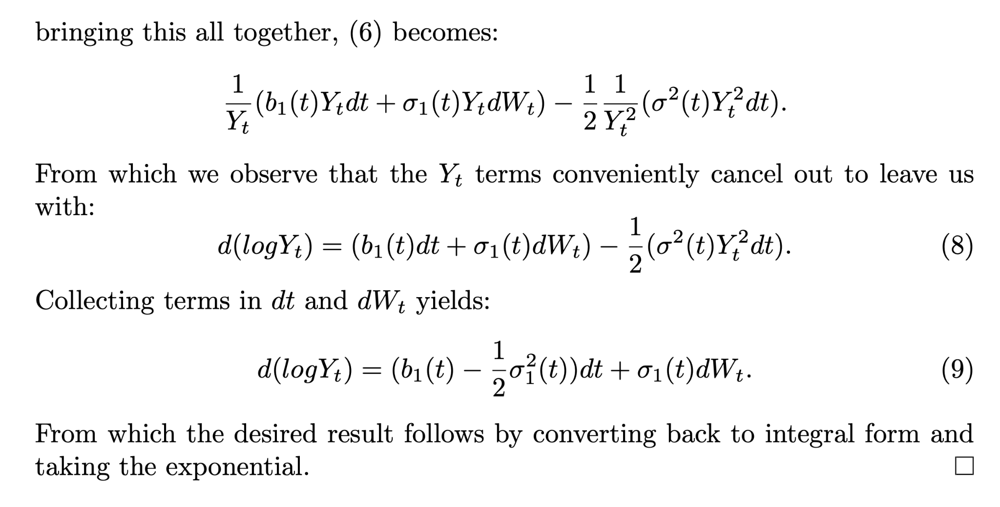 bringing this all together, (6) becomes:
\frac{1}{Y_t}(b_1(t)Y_t dt + \sigma_1(t)Y_t dW_t) - \frac{1}{2}\frac{1}{Y_t^2}(\sigma^2(t)Y_t^2 dt).
From which we observe that the Y_t terms conveniently cancel out to leave us
with:
d(logY_t) = (b_1(t)dt + \sigma_1(t)dW_t) - \frac{1}{2}(\sigma^2(t)Y_t^2 dt). (8)
Collecting terms in dt and dW_t yields:
d(logY_t) = (b_1(t) - \frac{1}{2}\sigma_1^2(t))dt + \sigma_1(t)dW_t. (9)
From which the desired result follows by converting back to integral form and
taking the exponential. □